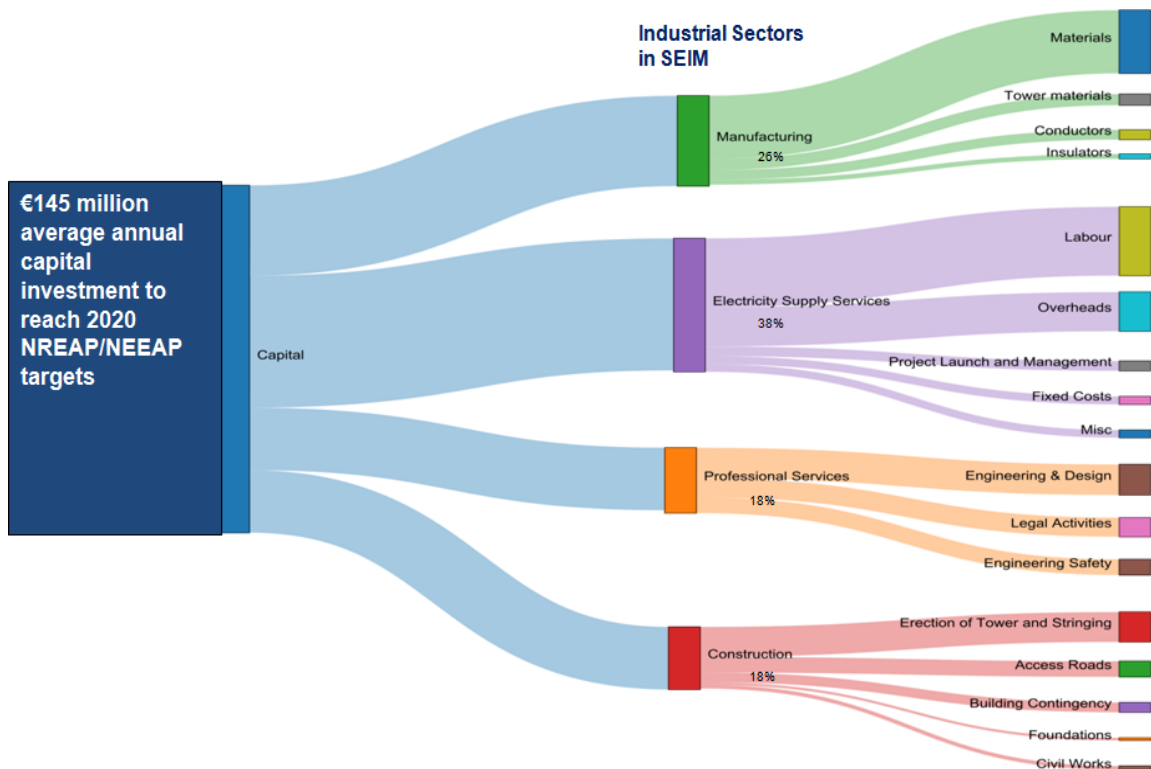 Industrial Sectors
in SEIM
€145 million
average annual
capital
investment to
reach 2020
NREAP/NEEAP
targets
Capital
Manufacturing
26%
Electricity Supply Services
38%
Professional Services
18%
Construction
18%
Materials
Tower materials
Conductors
Insulators
Labour
Overheads
Project Launch and Management
Fixed Costs
Misc
Engineering & Design
Legal Activities
Engineering Safety
Erection of Tower and Stringing
Access Roads
Building Contingency
Foundations
Civil Works